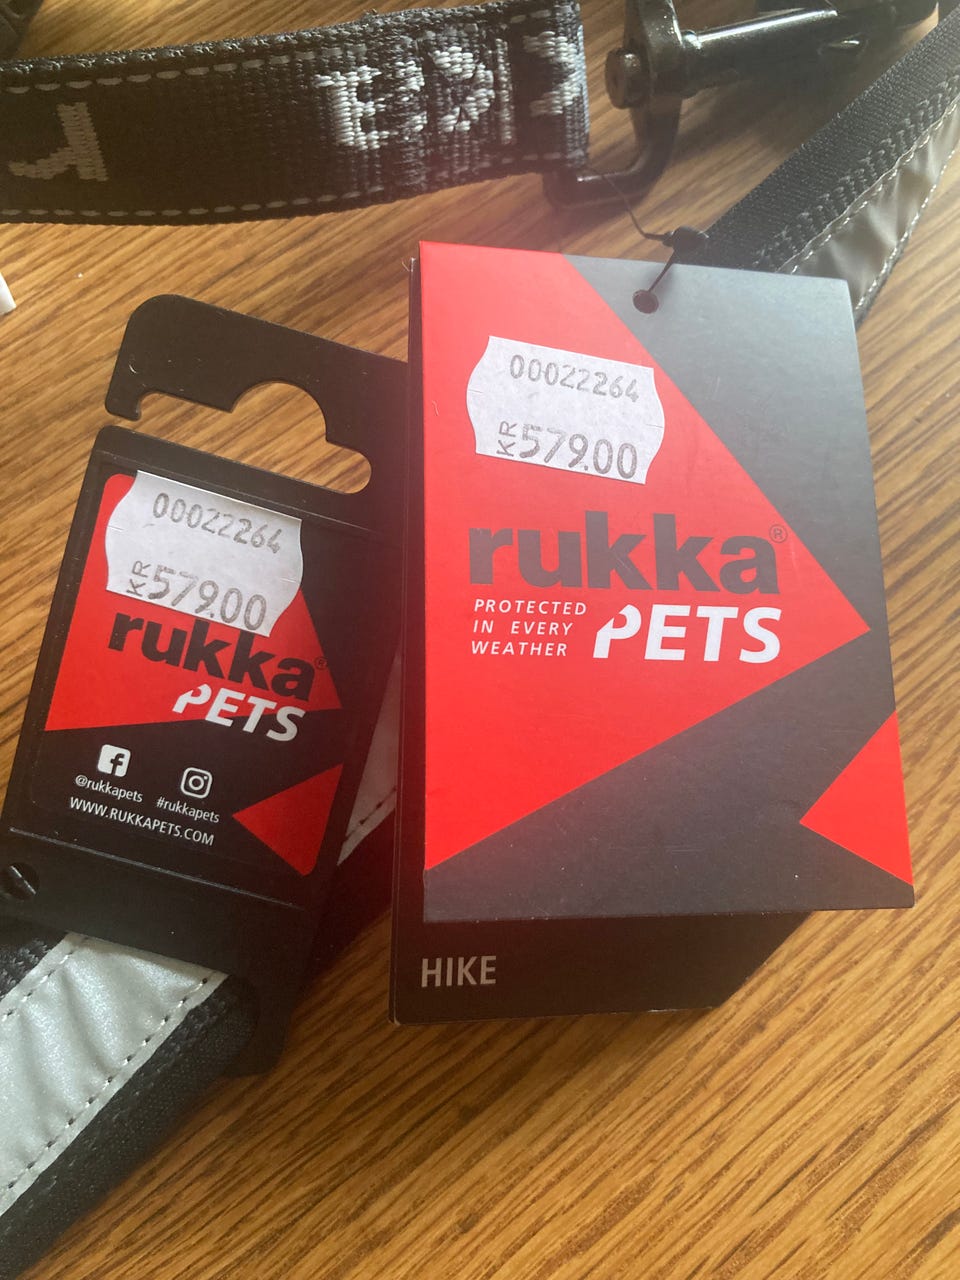 00022264
KR 579.00
rukka®
PETS
@rukkapets #rukkapets
WWW.RUKKAPETS.COM
00022264
KR 579.00
rukka®
PROTECTED
IN EVERY
WEATHER
PETS
HIKE